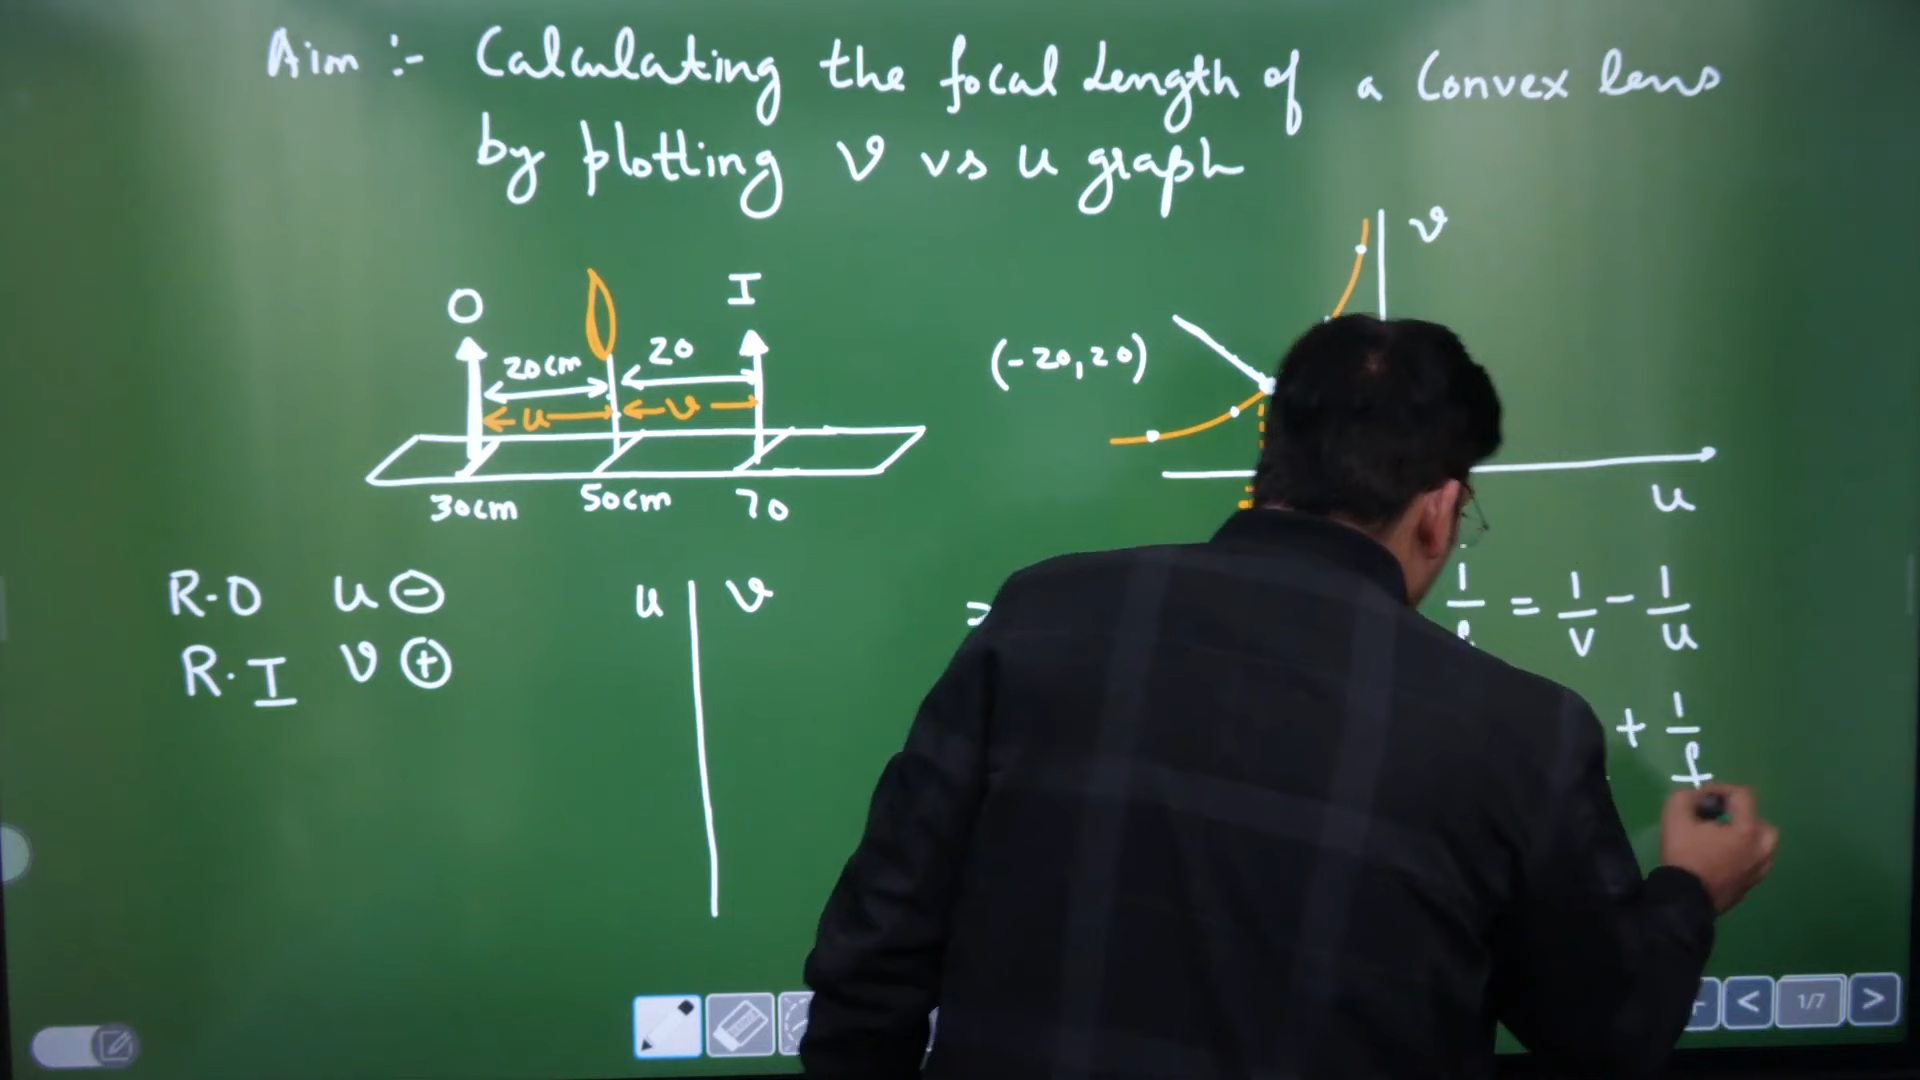 Aim :- Calculating the focal Length of a Convex lens
by plotting v vs u graph
v
O
I
20cm
20
u
v
30cm
50cm
70
(-20,20)
u
R.O u ⊖
R.I v ⊕
u | v
=
1/f = 1/v - 1/u
+ 1/f
1/7